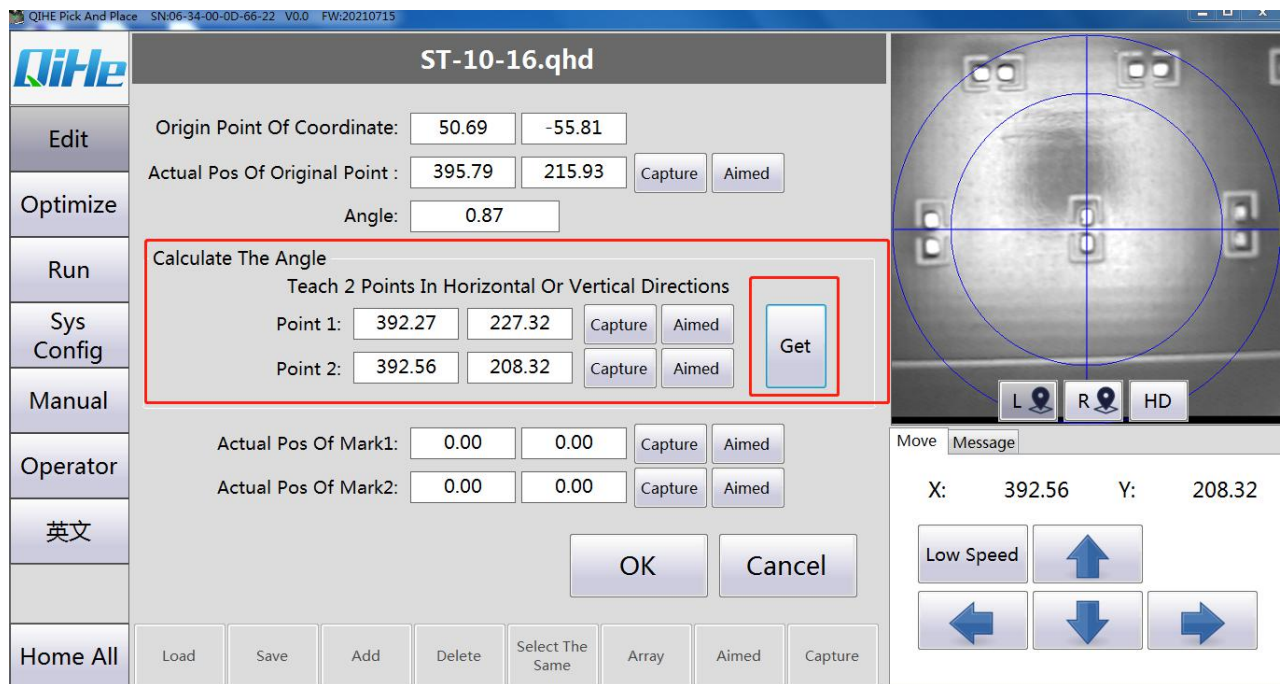 QIHE Pick And Place SN:06-34-00-0D-66-22 V0.0 FW:20210715
QiHe
ST-10-16.qhd
Edit
Optimize
Run
Sys
Config
Manual
Operator
英文
Home All
Origin Point Of Coordinate: 50.69 -55.81
Actual Pos Of Original Point : 395.79 215.93 Capture Aimed
Angle: 0.87
Calculate The Angle
Teach 2 Points In Horizontal Or Vertical Directions
Point 1: 392.27 227.32 Capture Aimed
Get
Point 2: 392.56 208.32 Capture Aimed
Actual Pos Of Mark1: 0.00 0.00 Capture Aimed
Actual Pos Of Mark2: 0.00 0.00 Capture Aimed
OK Cancel
Load Save Add Delete Select The
Same Array Aimed Capture
L R HD
Move Message
X: 392.56 Y: 208.32
Low Speed